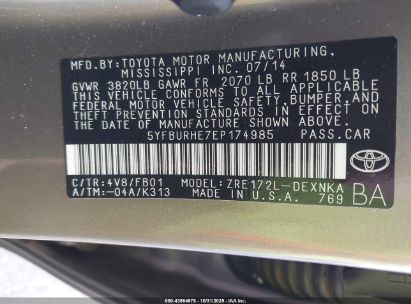 MFD.BY: TOYOTA MOTOR MANUFACTURING,
MISSISSIPPI INC. 07/14
GVWR 3820LB GAWR FR 2070 LB RR 1850 LB
THIS VEHICLE CONFORMS TO ALL APPLICABLE
FEDERAL MOTOR VEHICLE SAFETY, BUMPER AND
THEFT PREVENTION STANDARDS IN EFFECT ON
THE DATE OF MANUFACTURE SHOWN ABOVE.
5YFBURHE7EP174985 PASS.CAR
TOYOTA
C/TR: 4V8/FB01 MODEL: ZRE172L-DEXNKA
A/TM: -04A/K313 MADE IN U.S.A. 769 BA